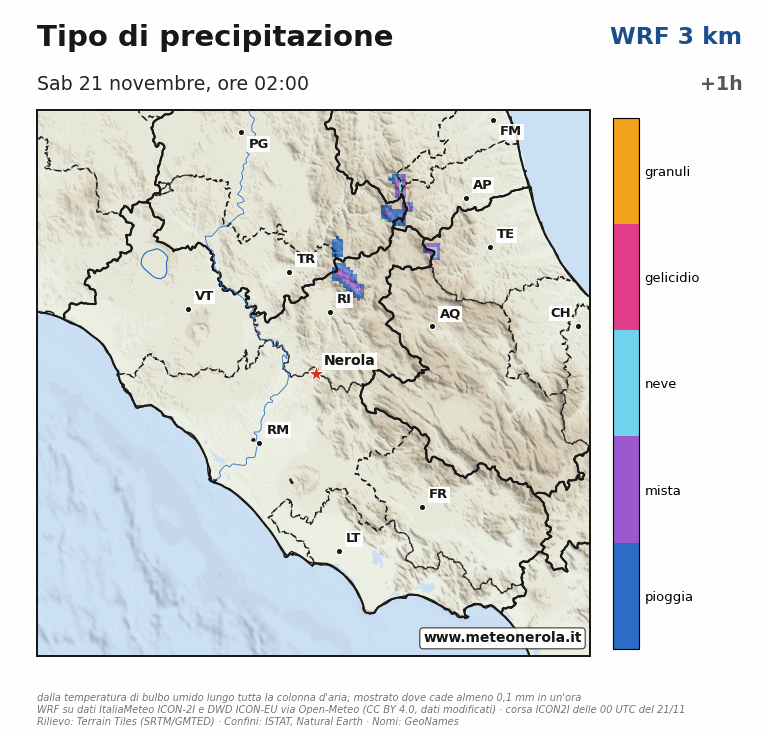 Tipo di precipitazione
WRF 3 km
Sab 21 novembre, ore 02:00
+1h
FM
PG
AP
TE
TR
VT
RI
AQ
CH
Nerola
RM
FR
LT
www.meteonerola.it
granuli
gelicidio
neve
mista
pioggia
dalla temperatura di bulbo umido lungo tutta la colonna d'aria; mostrato dove cade almeno 0,1 mm in un'ora
WRF su dati ItaliaMeteo ICON-2I e DWD ICON-EU via Open-Meteo (CC BY 4.0, dati modificati) · corsa ICON2I delle 00 UTC del 21/11
Rilievo: Terrain Tiles (SRTM/GMTED) · Confini: ISTAT, Natural Earth · Nomi: GeoNames